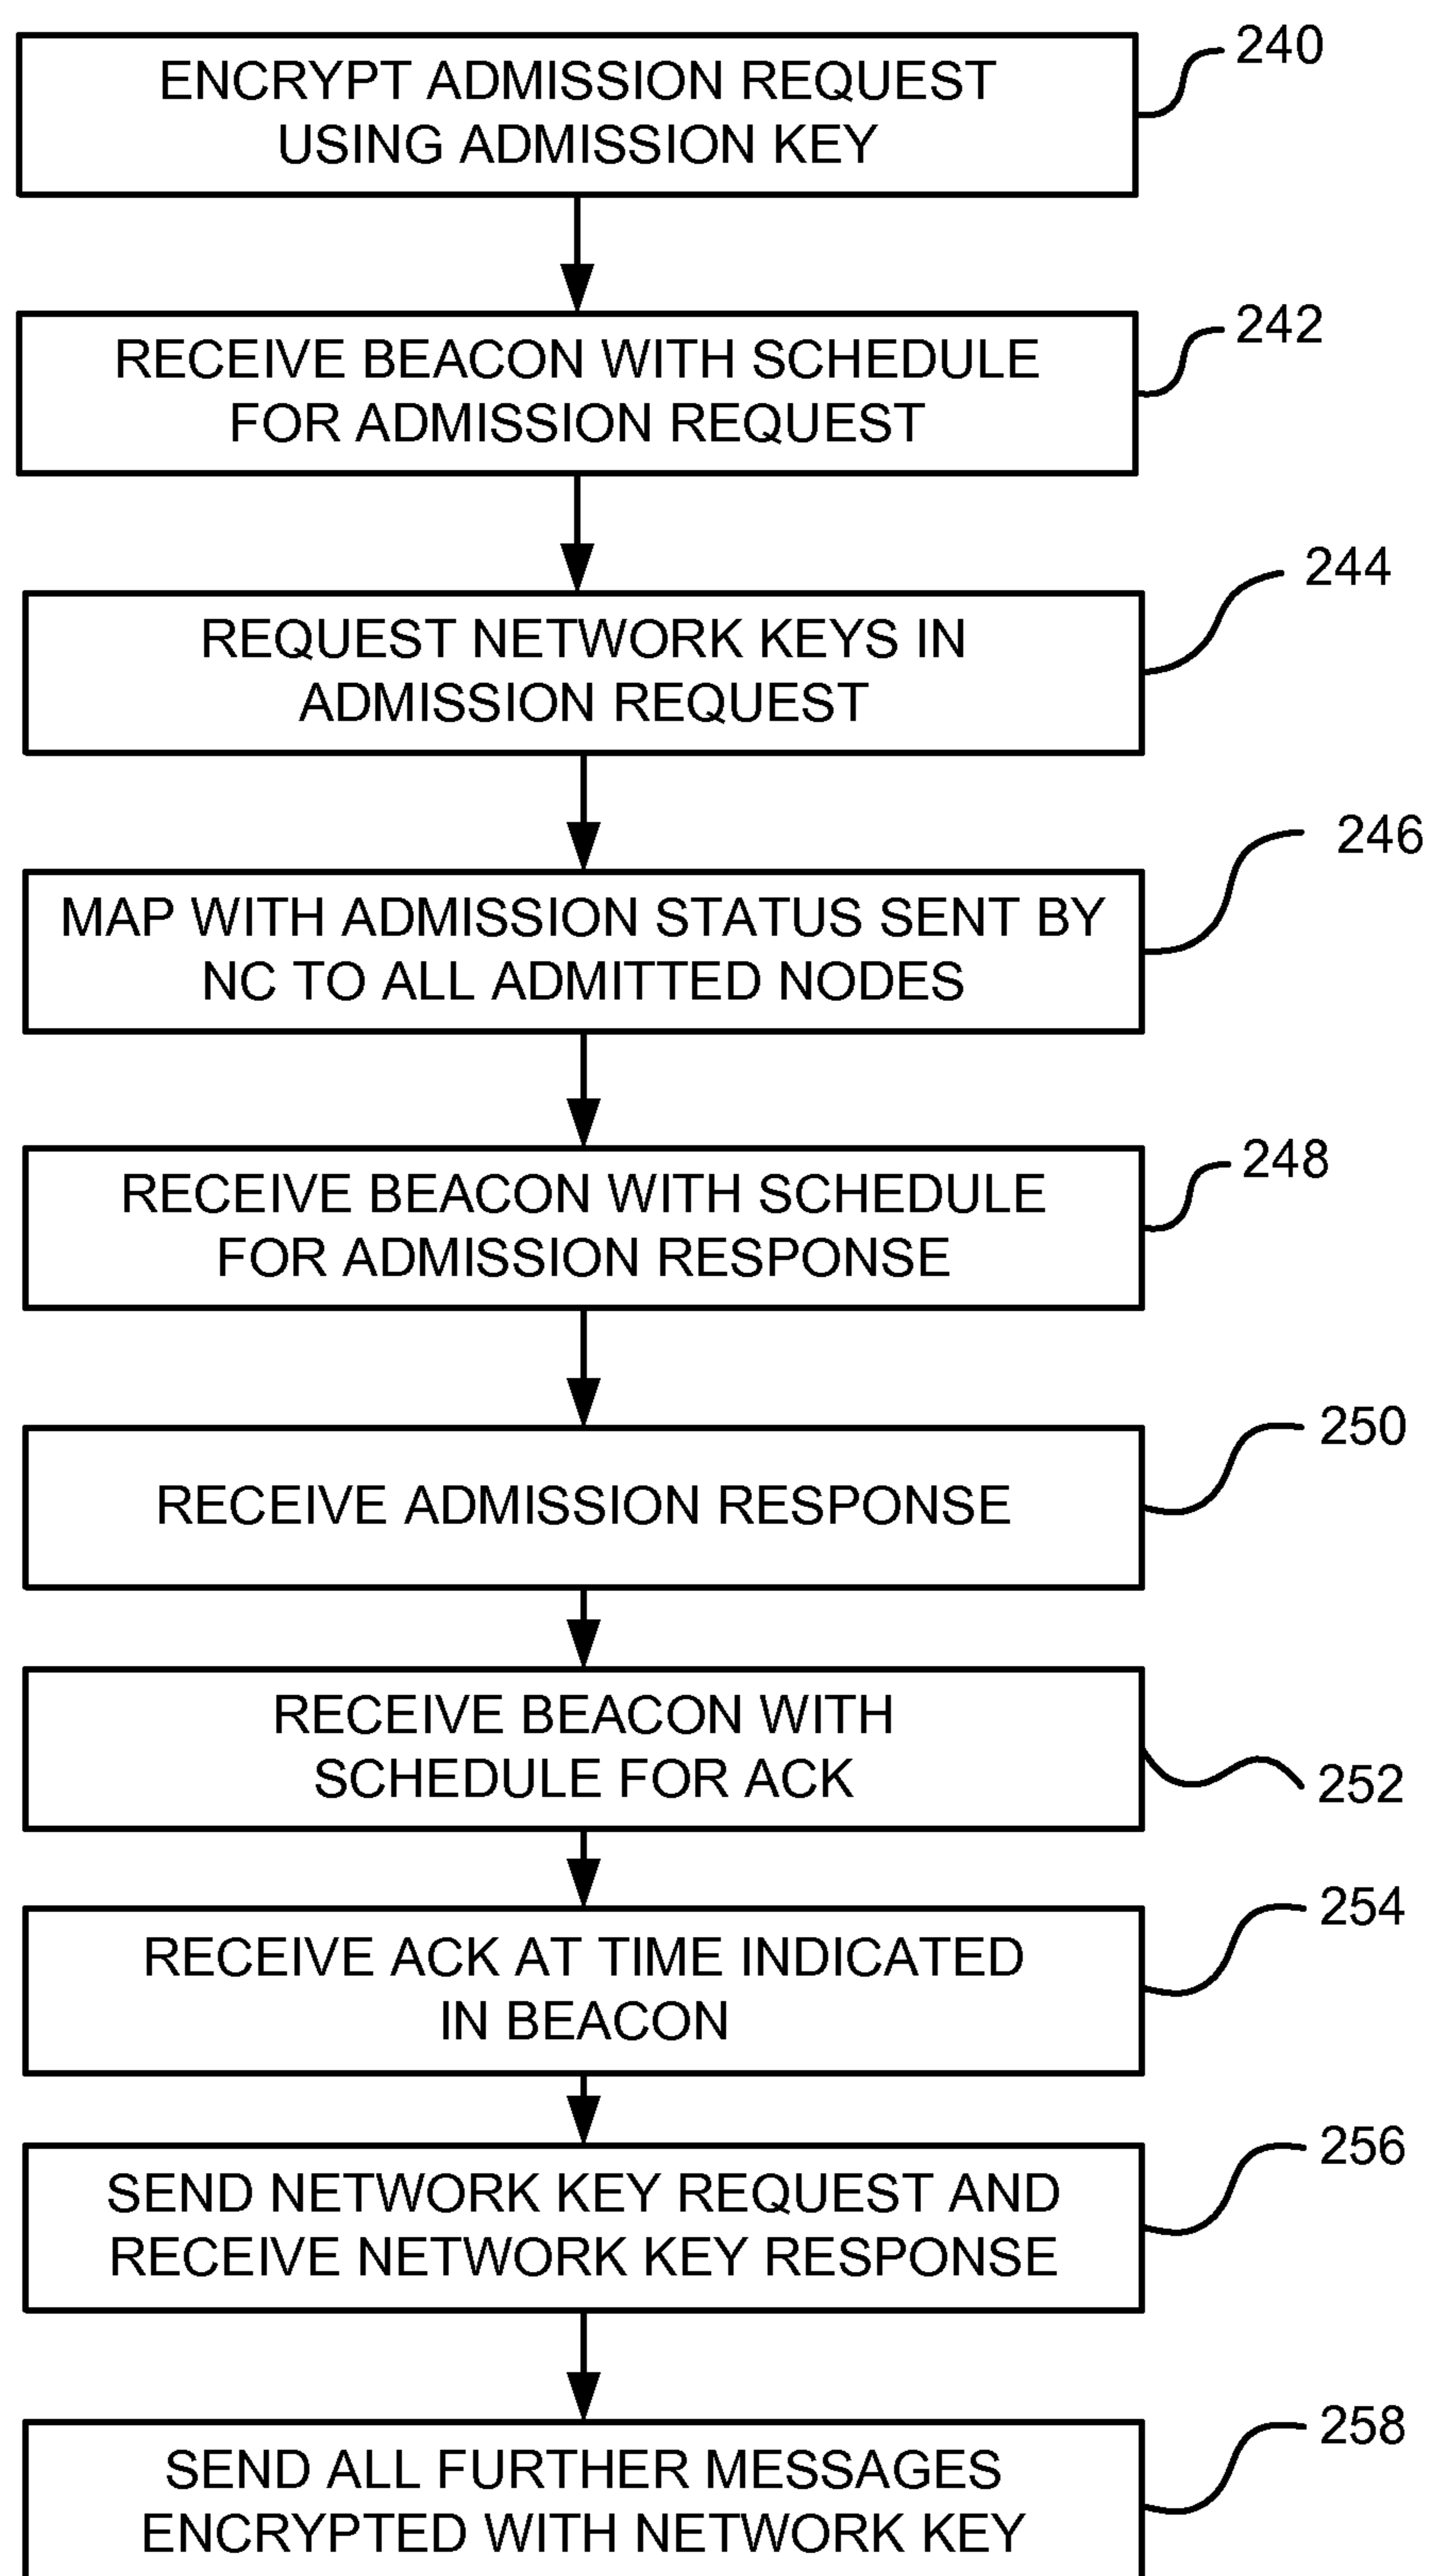 ENCRYPT ADMISSION REQUEST
USING ADMISSION KEY
240
RECEIVE BEACON WITH SCHEDULE
FOR ADMISSION REQUEST
242
REQUEST NETWORK KEYS IN
ADMISSION REQUEST
244
MAP WITH ADMISSION STATUS SENT BY
NC TO ALL ADMITTED NODES
246
RECEIVE BEACON WITH SCHEDULE
FOR ADMISSION RESPONSE
248
RECEIVE ADMISSION RESPONSE
250
RECEIVE BEACON WITH
SCHEDULE FOR ACK
252
RECEIVE ACK AT TIME INDICATED
IN BEACON
254
SEND NETWORK KEY REQUEST AND
RECEIVE NETWORK KEY RESPONSE
256
SEND ALL FURTHER MESSAGES
ENCRYPTED WITH NETWORK KEY
258